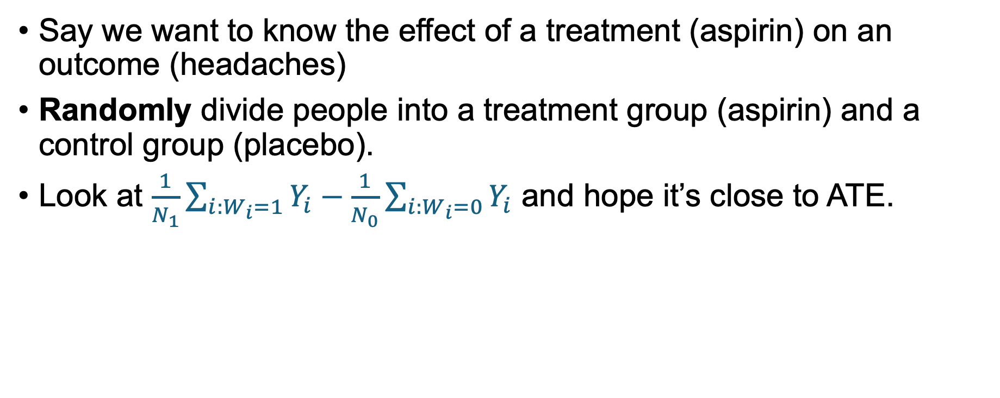 • Say we want to know the effect of a treatment (aspirin) on an
outcome (headaches)
• Randomly divide people into a treatment group (aspirin) and a
control group (placebo).
• Look at $\frac{1}{N_1}\sum_{i:W_i=1} Y_i - \frac{1}{N_0}\sum_{i:W_i=0} Y_i$ and hope it’s close to ATE.